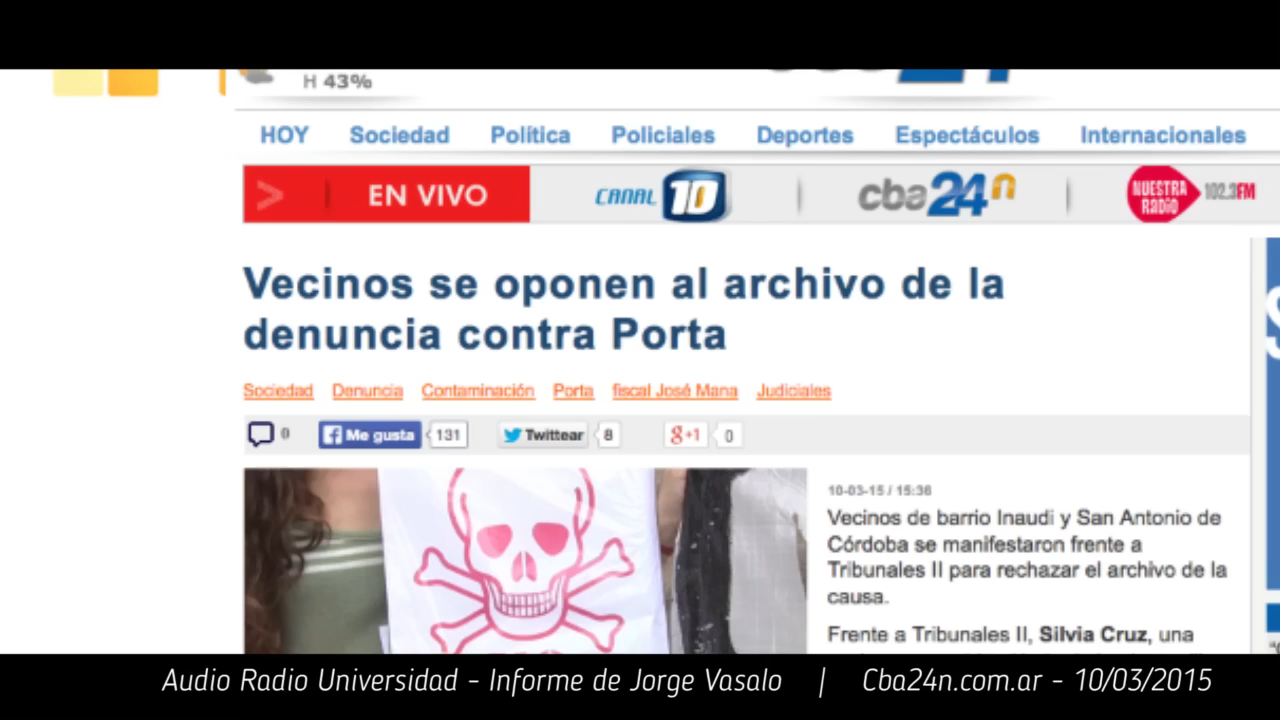 H 43%
HOY Sociedad Política Policiales Deportes Espectáculos Internacionales
> EN VIVO CANAL 10 cba24n NUESTRA RADIO 102.3FM
Vecinos se oponen al archivo de la
denuncia contra Porta
Sociedad Denuncia Contaminación Porta fiscal José Mana Judiciales
0 Me gusta 131 Twittear 8 g+1 0
10-03-15 / 15:36
Vecinos de barrio Inaudi y San Antonio de
Córdoba se manifestaron frente a
Tribunales II para rechazar el archivo de la
causa.
Frente a Tribunales II, Silvia Cruz, una
Audio Radio Universidad - Informe de Jorge Vasalo | Cba24n.com.ar - 10/03/2015